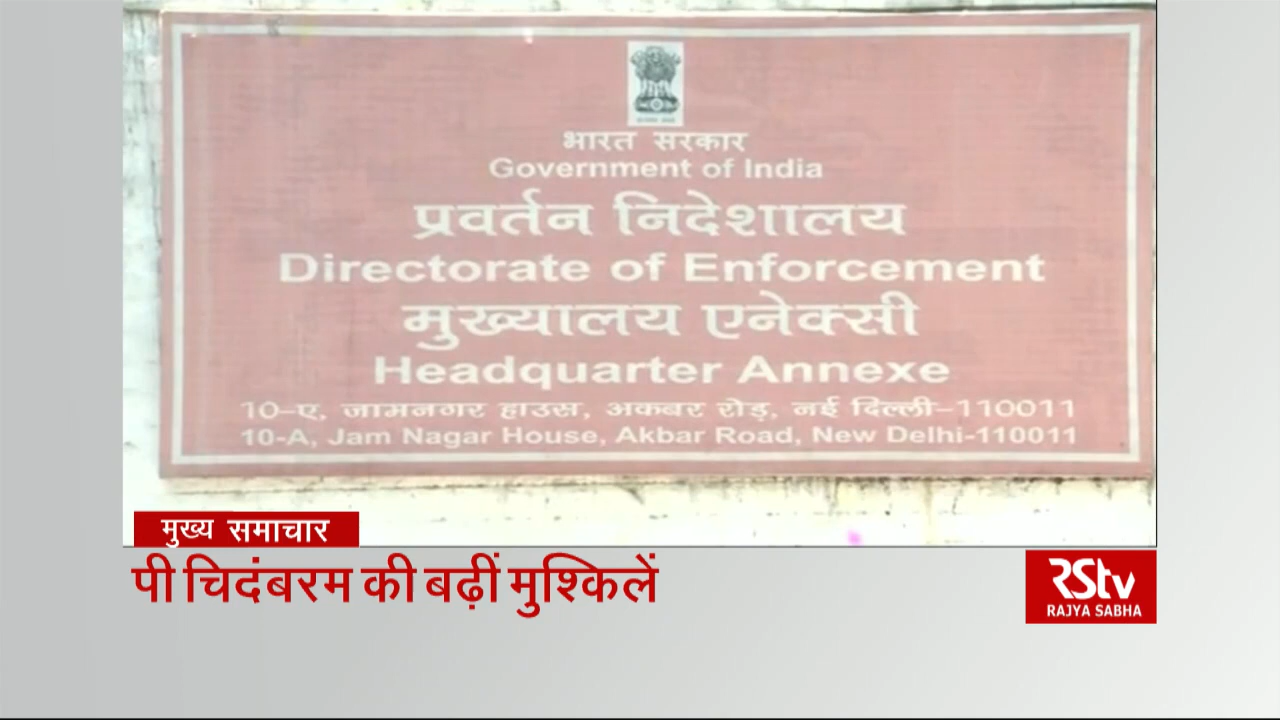 भारत सरकार
Government of India
प्रवर्तन निदेशालय
Directorate of Enforcement
मुख्यालय एनेक्सी
Headquarter Annexe
10-ए, जामनगर हाउस, अकबर रोड़, नई दिल्ली-110011
10-A, Jam Nagar House, Akbar Road, New Delhi-110011
मुख्य समाचार
पी चिदंबरम की बढ़ीं मुश्किलें
RStv
RAJYA SABHA